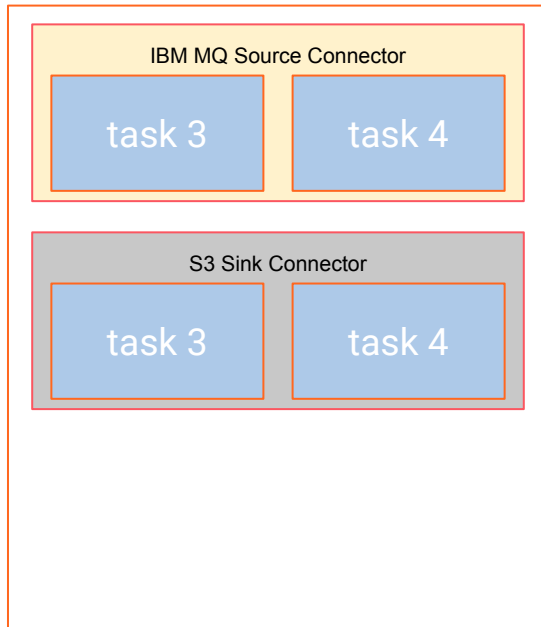 IBM MQ Source Connector
task 3 task 4
S3 Sink Connector
task 3 task 4